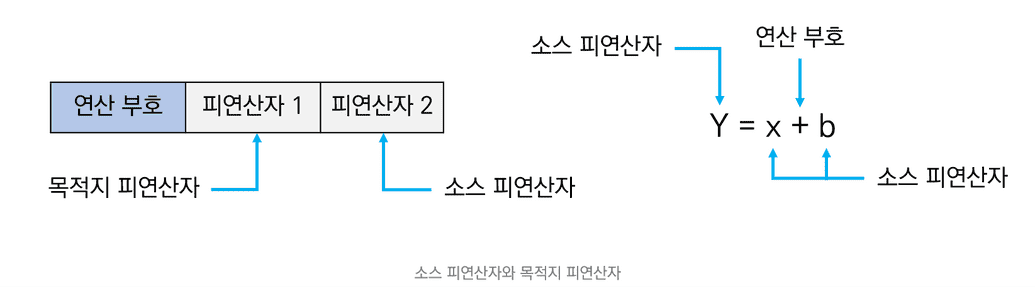 연산 부호 피연산자 1 피연산자 2
목적지 피연산자 소스 피연산자
소스 피연산자 연산 부호
Y = x + b
소스 피연산자
소스 피연산자와 목적지 피연산자